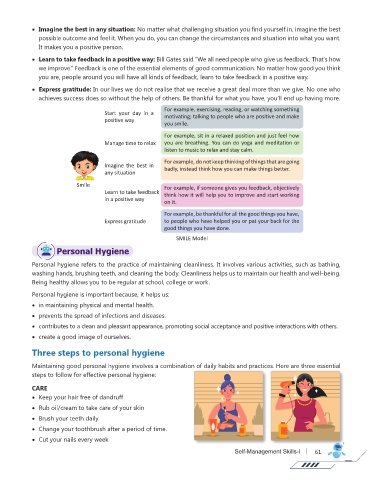 • Imagine the best in any situation: No matter what challenging situation you find yourself in, imagine the best
possible outcome and feel it. When you do, you can change the circumstances and situation into what you want.
It makes you a positive person.
• Learn to take feedback in a positive way: Bill Gates said "We all need people who give us feedback. That's how
we improve." Feedback is one of the essential elements of good communication. No matter how good you think
you are, people around you will have all kinds of feedback, learn to take feedback in a positive way.
• Express gratitude: In our lives we do not realise that we receive a great deal more than we give. No one who
achieves success does so without the help of others. Be thankful for what you have, you'll end up having more.
Smile
Start your day in a
positive way
For example, exercising, reading, or watching something
motivating; talking to people who are positive and make
you smile.
Manage time to relax
For example, sit in a relaxed position and just feel how
you are breathing. You can do yoga and meditation or
listen to music to relax and stay calm.
Imagine the best in
any situation
For example, do not keep thinking of things that are going
badly, instead think how you can make things better.
Learn to take feedback
in a positive way
For example, if someone gives you feedback, objectively
think how it will help you to improve and start working
on it.
Express gratitude
For example, be thankful for all the good things you have,
to people who have helped you or pat your back for the
good things you have done.
SMILE Model
Personal Hygiene
Personal hygiene refers to the practice of maintaining cleanliness. It involves various activities, such as bathing,
washing hands, brushing teeth, and cleaning the body. Cleanliness helps us to maintain our health and well-being.
Being healthy allows you to be regular at school, college or work.
Personal hygiene is important because, it helps us:
• in maintaining physical and mental health.
• prevents the spread of infections and diseases.
• contributes to a clean and pleasant appearance, promoting social acceptance and positive interactions with others.
• create a good image of ourselves.
Three steps to personal hygiene
Maintaining good personal hygiene involves a combination of daily habits and practices. Here are three essential
steps to follow for effective personal hygiene:
CARE
• Keep your hair free of dandruff
• Rub oil/cream to take care of your skin
• Brush your teeth daily
• Change your toothbrush after a period of time.
• Cut your nails every week
Self-Management Skills-I | 61